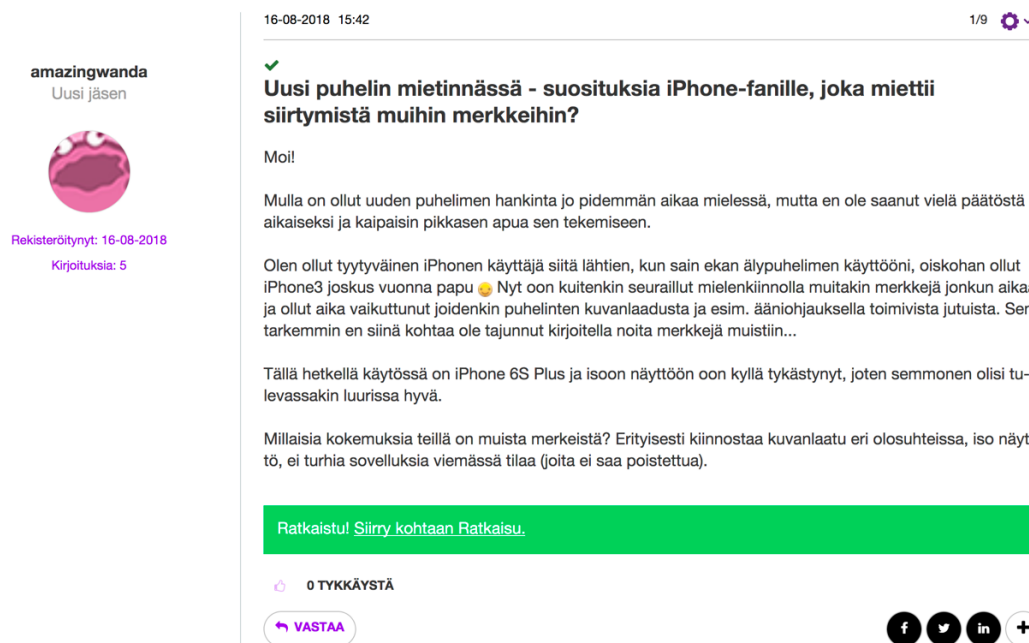 16-08-2018 15:42
1/9
amazingwanda
Uusi jäsen
Rekisteröitynyt: 16-08-2018
Kirjoituksia: 5
Uusi puhelin mietinnässä - suosituksia iPhone-fanille, joka miettii
siirtymistä muihin merkkeihin?
Moi!
Mulla on ollut uuden puhelimen hankinta jo pidemmän aikaa mielessä, mutta en ole saanut vielä päätöstä
aikaiseksi ja kaipaisin pikkasen apua sen tekemiseen.
Olen ollut tyytyväinen iPhonen käyttäjä siitä lähtien, kun sain ekan älypuhelimen käyttööni, oiskohan ollut
iPhone3 joskus vuonna papu Nyt oon kuitenkin seuraillut mielenkiinnolla muitakin merkkejä jonkun aikaa
ja ollut aika vaikuttunut joidenkin puhelinten kuvanlaadusta ja esim. ääniohjauksella toimivista jutuista. Sen
tarkemmin en siinä kohtaa ole tajunnut kirjoitella noita merkkejä muistiin...
Tällä hetkellä käytössä on iPhone 6S Plus ja isoon näyttöön oon kyllä tykästynyt, joten semmonen olisi tu-
levassakin luurissa hyvä.
Millaisia kokemuksia teillä on muista merkeistä? Erityisesti kiinnostaa kuvanlaatu eri olosuhteissa, iso näyt
tö, ei turhia sovelluksia viemässä tilaa (joita ei saa poistettua).
Ratkaistu! Siirry kohtaan Ratkaisu.
0 TYKKÄYSTÄ
VASTAA